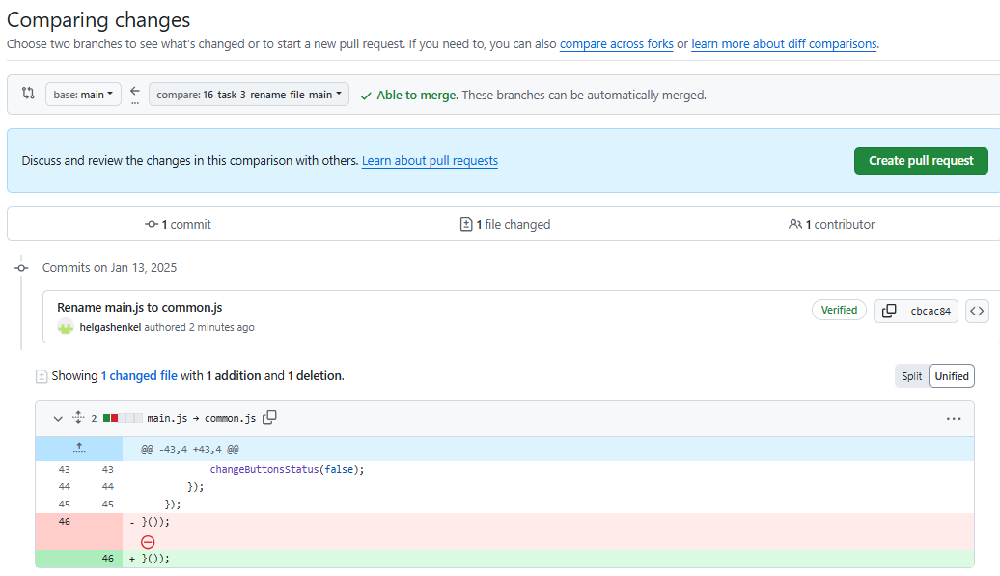 Comparing changes
Choose two branches to see what's changed or to start a new pull request. If you need to, you can also compare across forks or learn more about diff comparisons.
base: main ... compare: 16-task-3-rename-file-main Able to merge. These branches can be automatically merged.
Discuss and review the changes in this comparison with others. Learn about pull requests Create pull request
1 commit 1 file changed 1 contributor
Commits on Jan 13, 2025
Rename main.js to common.js
helgashenkel authored 2 minutes ago
Verified cbcac84
Showing 1 changed file with 1 addition and 1 deletion. Split Unified
2 main.js → common.js ...
@@ -43,4 +43,4 @@
43 43 changeButtonsStatus(false);
44 44 });
45 45 });
46 - }());
46 + }());